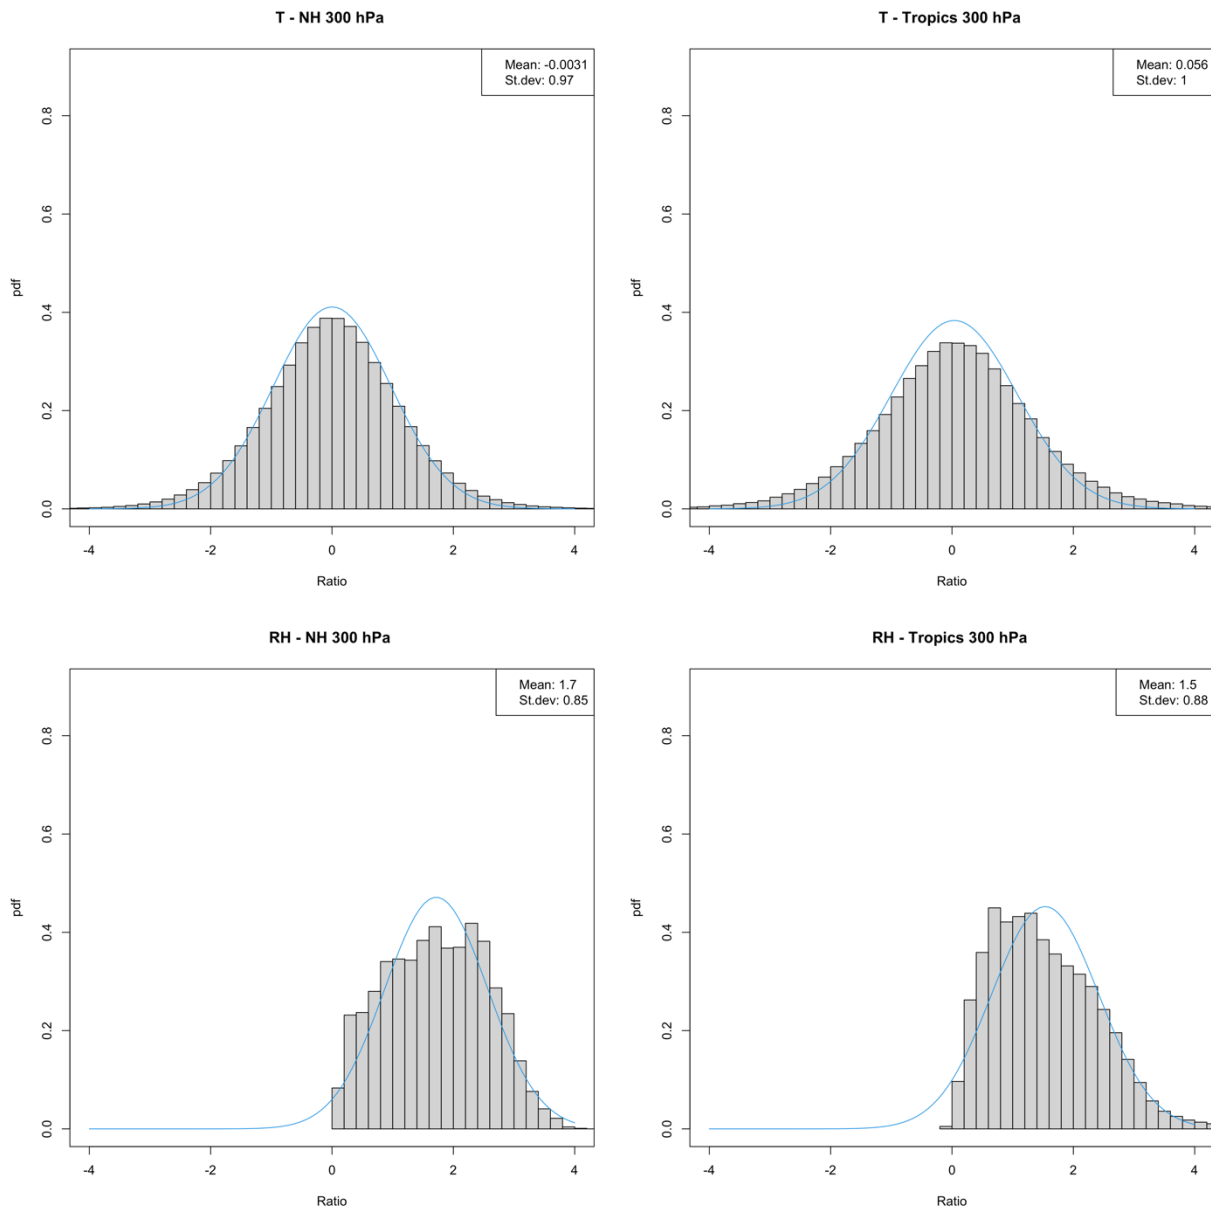 T - NH 300 hPa
Mean: -0.0031
St.dev: 0.97
pdf
0.8
0.6
0.4
0.2
0.0
-4 -2 0 2 4
Ratio
T - Tropics 300 hPa
Mean: 0.056
St.dev: 1
pdf
0.8
0.6
0.4
0.2
0.0
-4 -2 0 2 4
Ratio
RH - NH 300 hPa
Mean: 1.7
St.dev: 0.85
pdf
0.8
0.6
0.4
0.2
0.0
-4 -2 0 2 4
Ratio
RH - Tropics 300 hPa
Mean: 1.5
St.dev: 0.88
pdf
0.8
0.6
0.4
0.2
0.0
-4 -2 0 2 4
Ratio